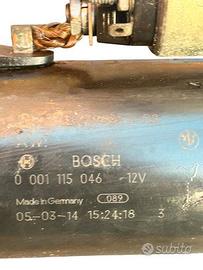 BOSCH
0 001 115 046 -12V
Made in Germany 089
05-03-14 15:24:18 3
subito